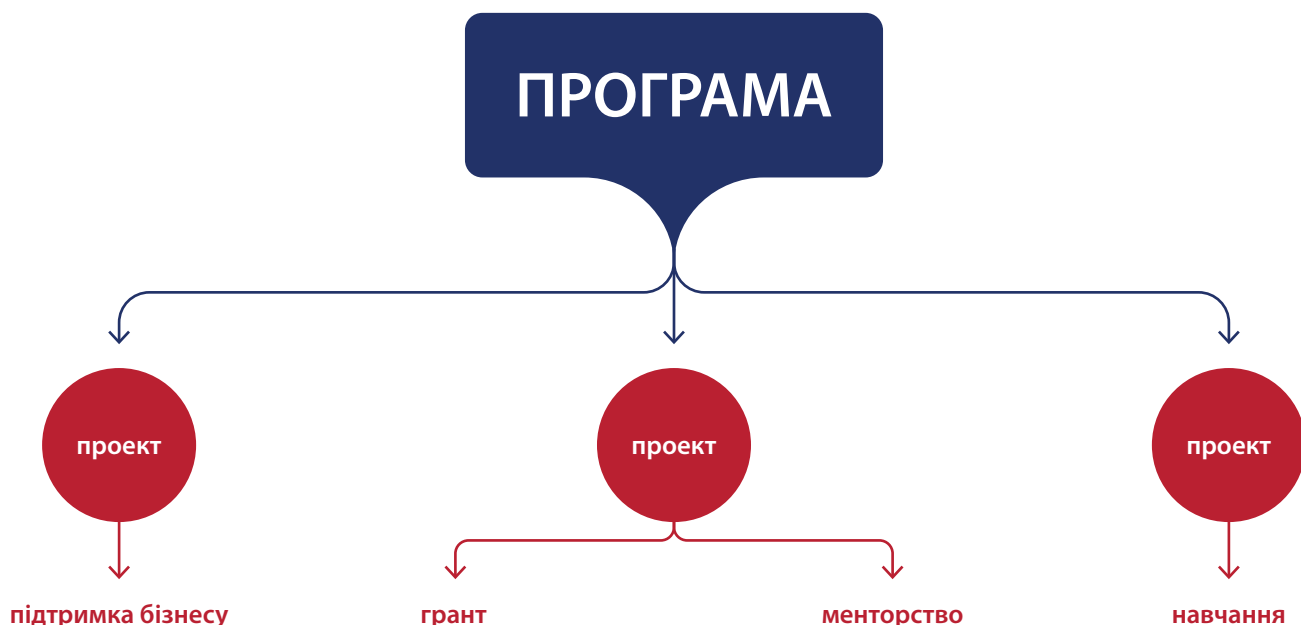 ПРОГРАМА
проект
проект
проект
підтримка бізнесу
грант
менторство
навчання